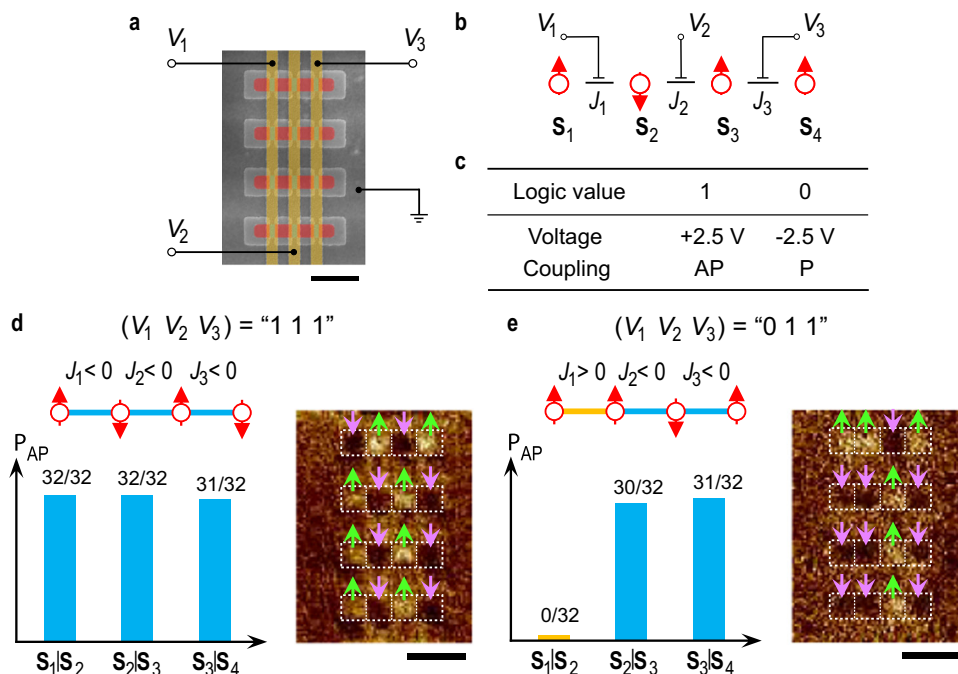 a
V1
V3
V2
b
V1
V2
V3
J1
J2
J3
S1
S2
S3
S4
c
Logic value 1 0
Voltage +2.5 V -2.5 V
Coupling AP P
d
(V1 V2 V3) = “1 1 1”
J1< 0 J2< 0 J3< 0
PAP
32/32 32/32 31/32
S1|S2 S2|S3 S3|S4
e
(V1 V2 V3) = “0 1 1”
J1> 0 J2< 0 J3< 0
PAP
0/32 30/32 31/32
S1|S2 S2|S3 S3|S4